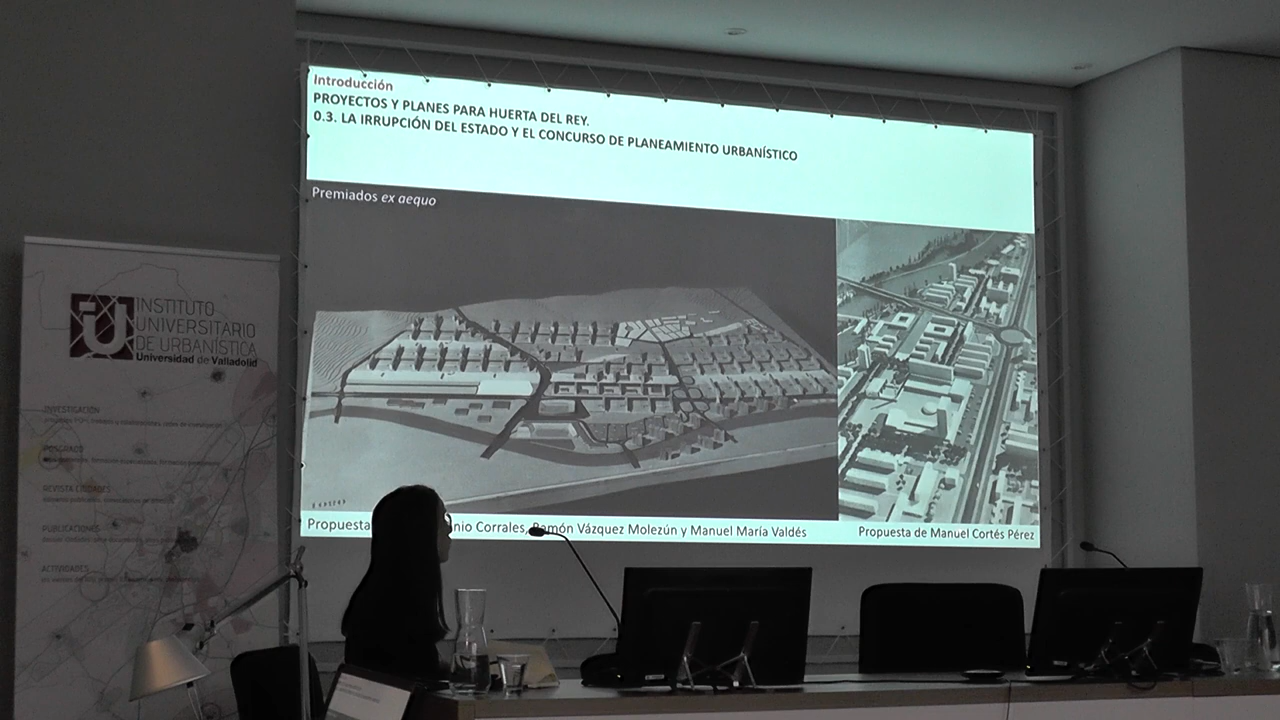 Introducción
PROYECTOS Y PLANES PARA HUERTA DEL REY.
0.3. LA IRRUPCIÓN DEL ESTADO Y EL CONCURSO DE PLANEAMIENTO URBANÍSTICO
Premiados ex aequo
Propuesta nio Corrales, Ramón Vázquez Molezún y Manuel María Valdés
Propuesta de Manuel Cortés Pérez
iU
INSTITUTO
UNIVERSITARIO
DE URBANÍSTICA
Universidad de Valladolid
INVESTIGACIÓN
POSGRADO
REVISTA CIUDADES
PUBLICACIONES
ACTIVIDADES